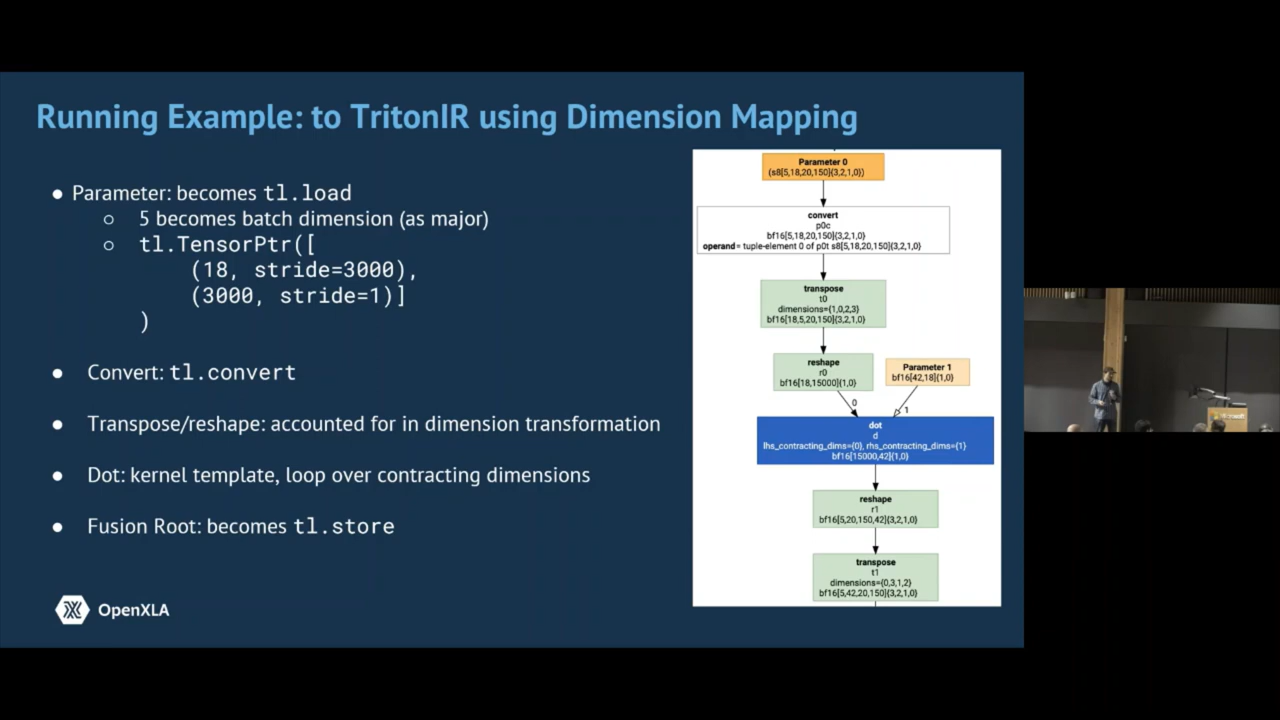 Running Example: to TritonIR using Dimension Mapping
● Parameter: becomes tl.load
○ 5 becomes batch dimension (as major)
○ tl.TensorPtr([
(18, stride=3000),
(3000, stride=1)]
)
● Convert: tl.convert
● Transpose/reshape: accounted for in dimension transformation
● Dot: kernel template, loop over contracting dimensions
● Fusion Root: becomes tl.store
OpenXLA
Parameter 0
(s8[5,18,20,150]{3,2,1,0})
convert
p0c
bf16[5,18,20,150]{3,2,1,0}
operand = tuple-element 0 of p0t s8[5,18,20,150]{3,2,1,0}
transpose
t0
dimensions={1,0,2,3}
bf16[18,5,20,150]{3,2,1,0}
reshape
r0
bf16[18,15000]{1,0}
Parameter 1
bf16[42,18]{1,0}
0
1
dot
d
lhs_contracting_dims={0}, rhs_contracting_dims={1}
bf16[15000,42]{1,0}
reshape
r1
bf16[5,20,150,42]{3,2,1,0}
transpose
t1
dimensions={0,3,1,2}
bf16[5,42,20,150]{3,2,1,0}
Microsoft